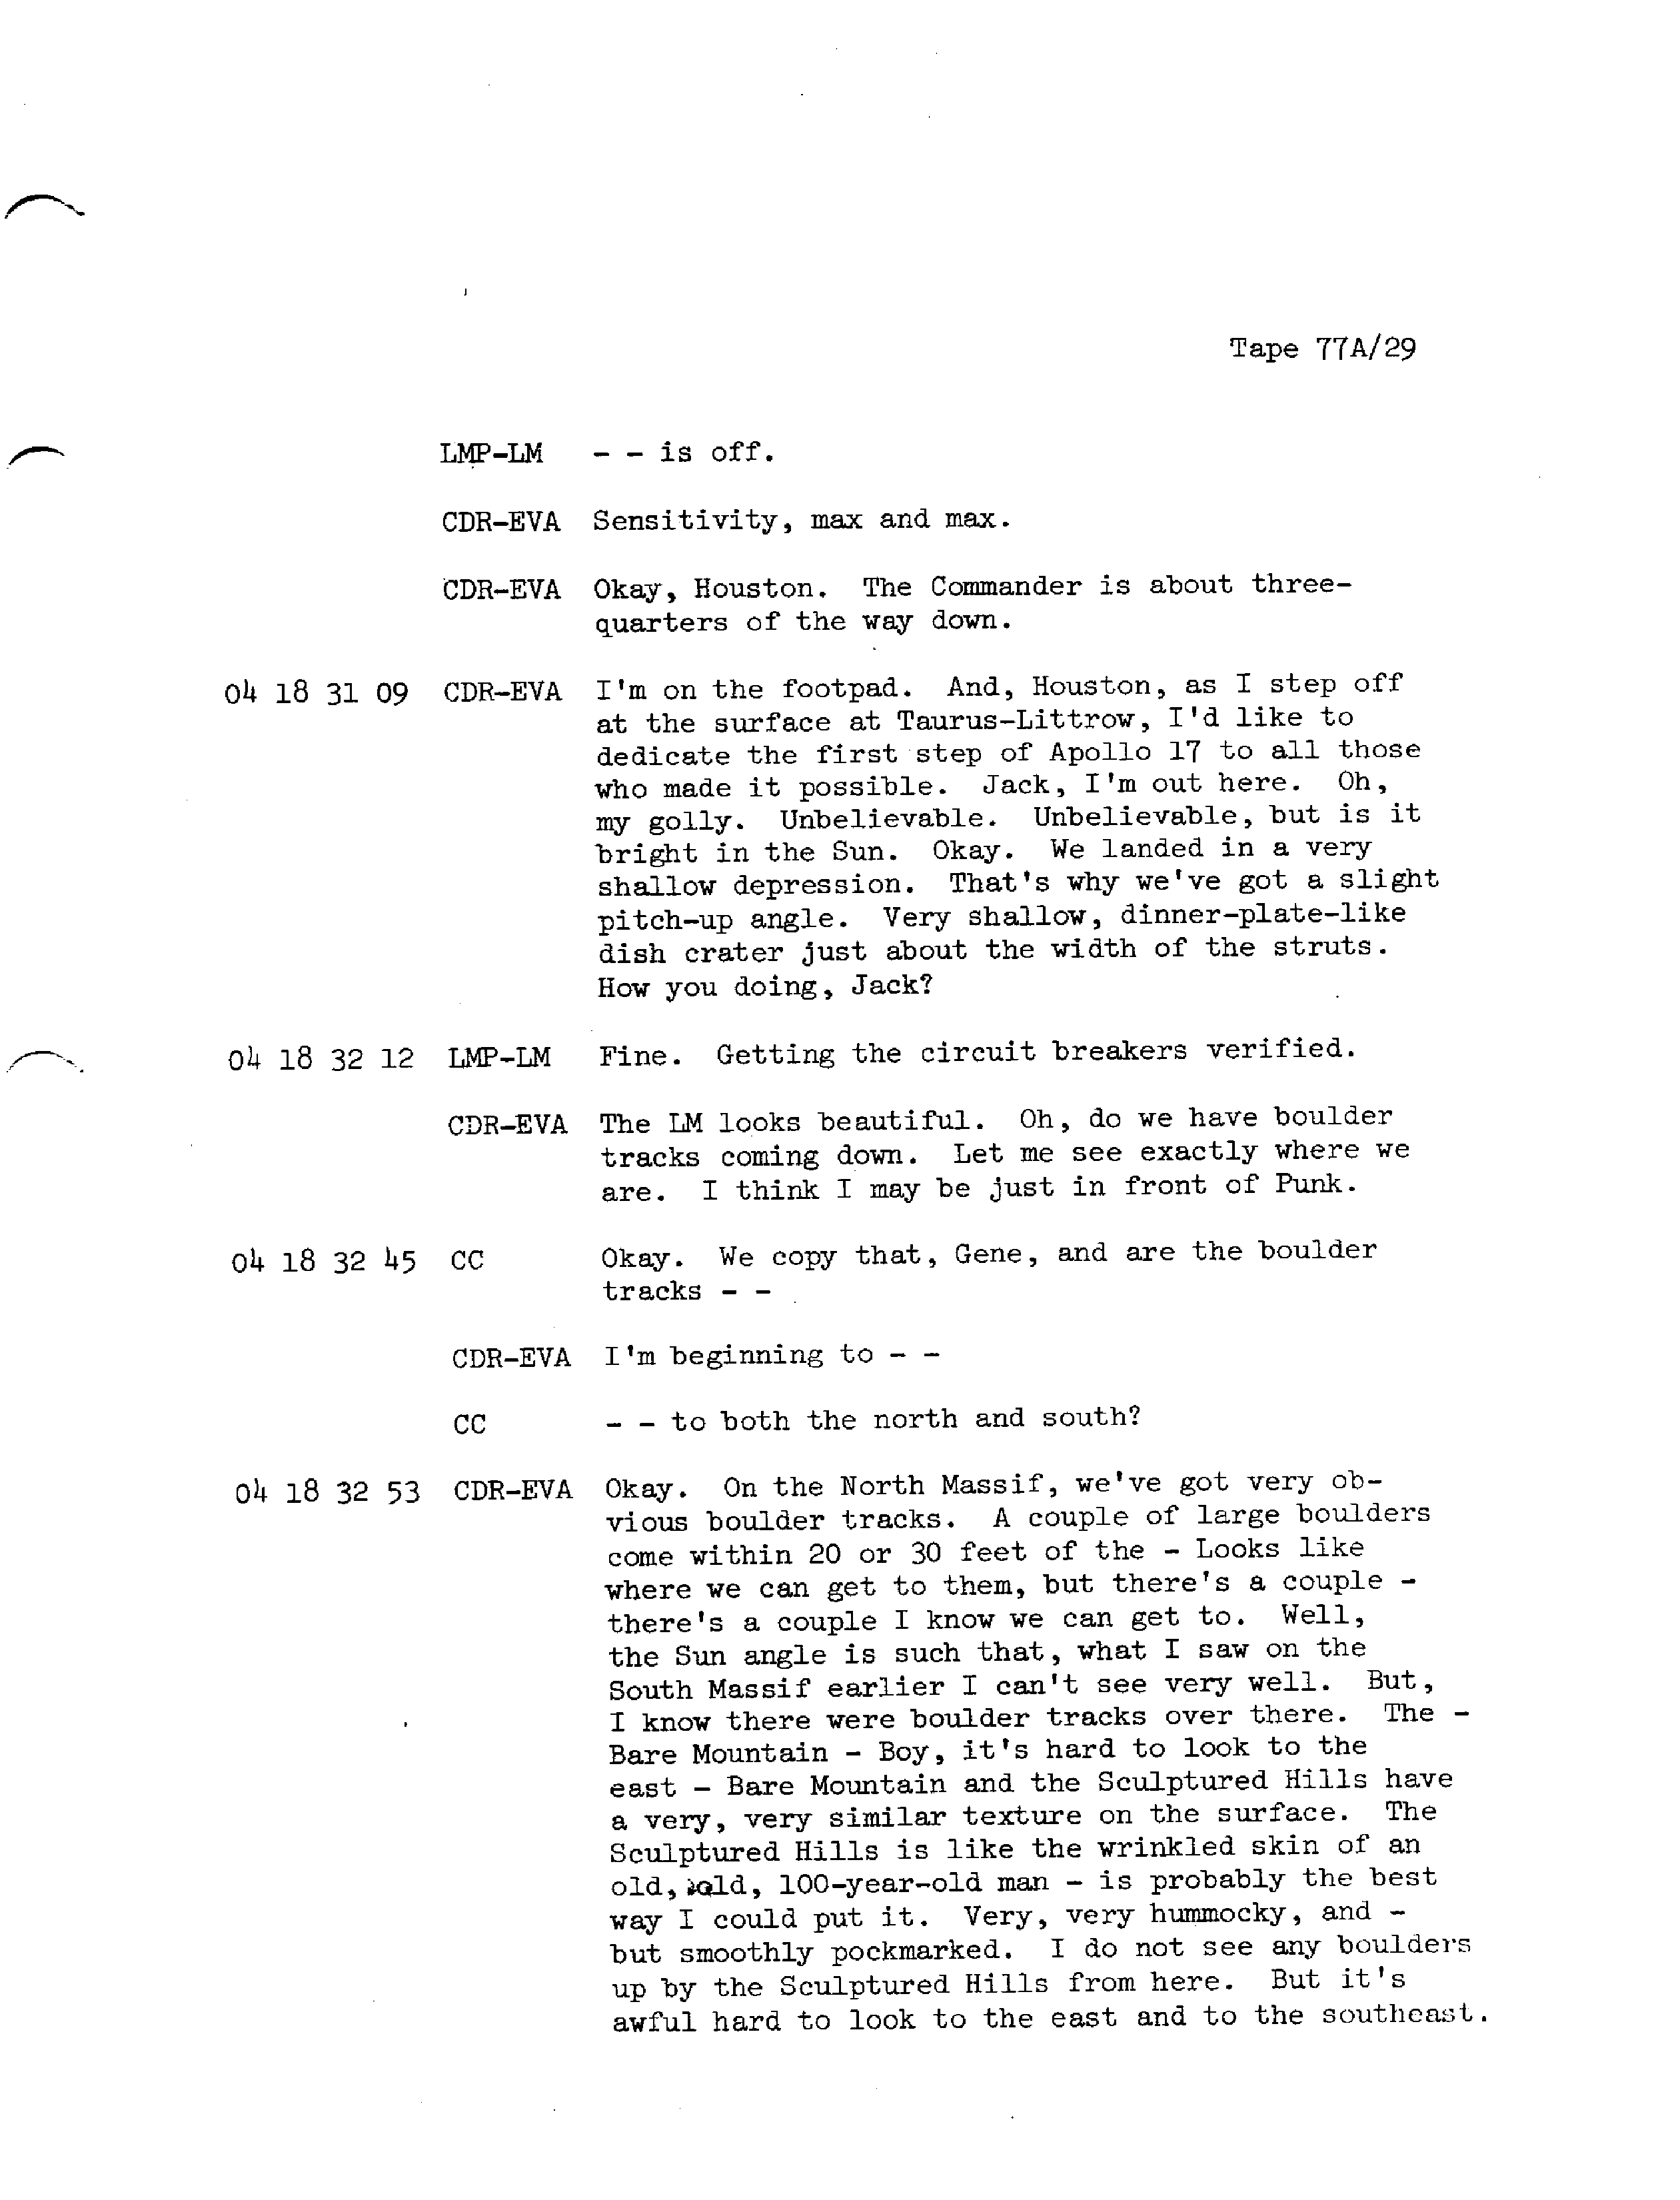 Tape 77A/29
LMP-LM - - is off.
CDR-EVA Sensitivity, max and max.
CDR-EVA Okay, Houston. The Commander is about three-
quarters of the way down.
04 18 31 09 CDR-EVA I'm on the footpad. And, Houston, as I step off
at the surface at Taurus-Littrow, I'd like to
dedicate the first step of Apollo 17 to all those
who made it possible. Jack, I'm out here. Oh,
my golly. Unbelievable. Unbelievable, but is it
bright in the Sun. Okay. We landed in a very
shallow depression. That's why we've got a slight
pitch-up angle. Very shallow, dinner-plate-like
dish crater just about the width of the struts.
How you doing, Jack?
04 18 32 12 LMP-LM Fine. Getting the circuit breakers verified.
CDR-EVA The LM looks beautiful. Oh, do we have boulder
tracks coming down. Let me see exactly where we
are. I think I may be just in front of Punk.
04 18 32 45 CC Okay. We copy that, Gene, and are the boulder
tracks - -
CDR-EVA I'm beginning to - -
CC - - to both the north and south?
04 18 32 53 CDR-EVA Okay. On the North Massif, we've got very ob-
vious boulder tracks. A couple of large boulders
come within 20 or 30 feet of the - Looks like
where we can get to them, but there's a couple -
there's a couple I know we can get to. Well,
the Sun angle is such that, what I saw on the
South Massif earlier I can't see very well. But,
I know there were boulder tracks over there. The -
Bare Mountain - Boy, it's hard to look to the
east - Bare Mountain and the Sculptured Hills have
a very, very similar texture on the surface. The
Sculptured Hills is like the wrinkled skin of an
old, old, 100-year-old man - is probably the best
way I could put it. Very, very hummocky, and -
but smoothly pockmarked. I do not see any boulders
up by the Sculptured Hills from here. But it's
awful hard to look to the east and to the southeast.